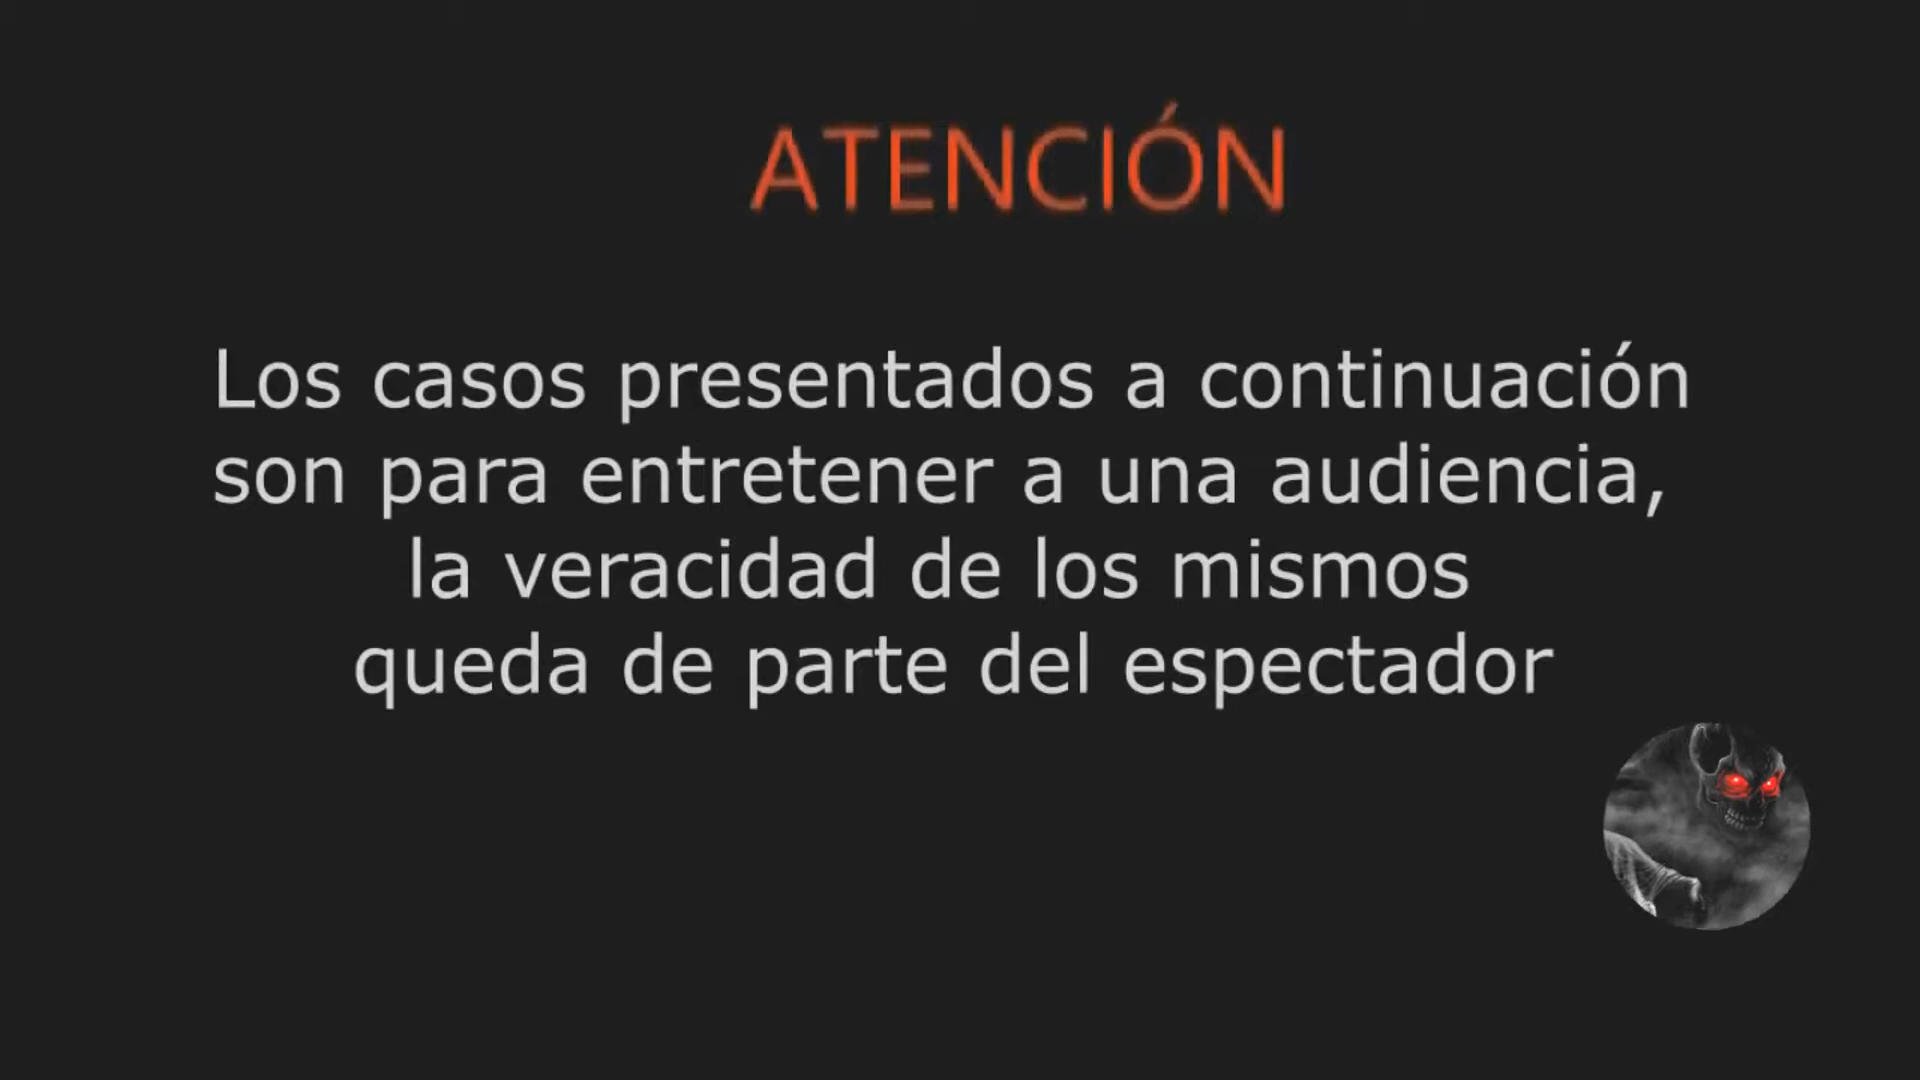 ATENCIÓN
Los casos presentados a continuación
son para entretener a una audiencia,
la veracidad de los mismos
queda de parte del espectador